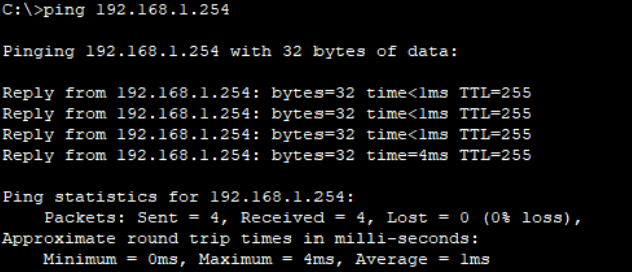 C:\>ping 192.168.1.254
Pinging 192.168.1.254 with 32 bytes of data:
Reply from 192.168.1.254: bytes=32 time<1ms TTL=255
Reply from 192.168.1.254: bytes=32 time<1ms TTL=255
Reply from 192.168.1.254: bytes=32 time<1ms TTL=255
Reply from 192.168.1.254: bytes=32 time=4ms TTL=255
Ping statistics for 192.168.1.254:
Packets: Sent = 4, Received = 4, Lost = 0 (0% loss),
Approximate round trip times in milli-seconds:
Minimum = 0ms, Maximum = 4ms, Average = 1ms